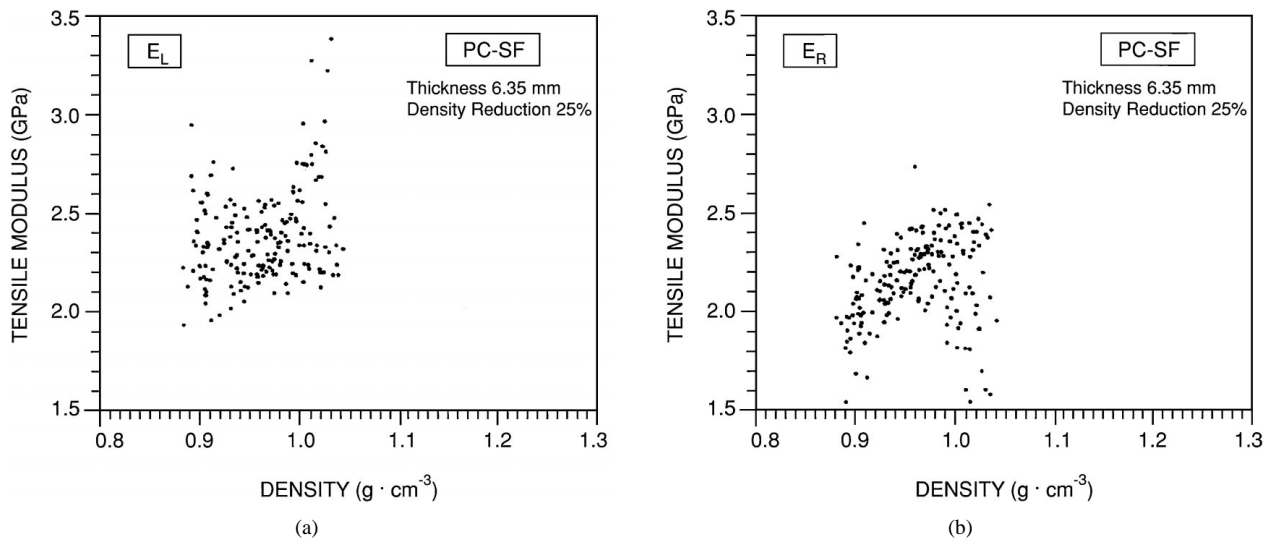 3.5
3.0
2.5
2.0
1.5
TENSILE MODULUS (GPa)
E_L
PC-SF
Thickness 6.35 mm
Density Reduction 25%
0.8 0.9 1.0 1.1 1.2 1.3
DENSITY (g · cm⁻³)
(a)
3.5
3.0
2.5
2.0
1.5
TENSILE MODULUS (GPa)
E_R
PC-SF
Thickness 6.35 mm
Density Reduction 25%
0.8 0.9 1.0 1.1 1.2 1.3
DENSITY (g · cm⁻³)
(b)